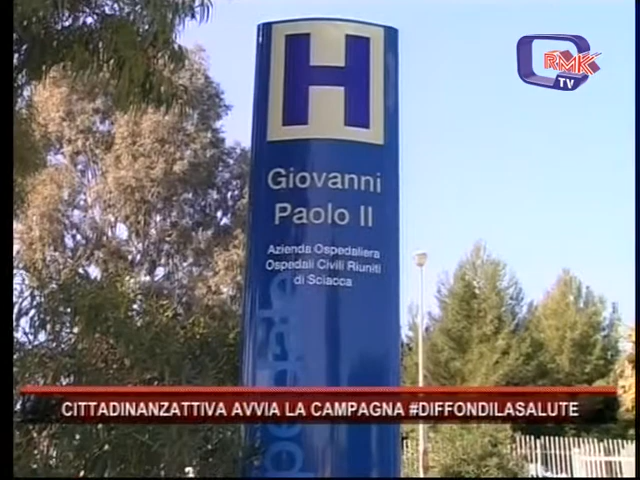 H
RMK
TV
Giovanni
Paolo II
Azienda Ospedaliera
Ospedali Civili Riuniti
di Sciacca
CITTADINANZATTIVA AVVIA LA CAMPAGNA #DIFFONDILASALUTE